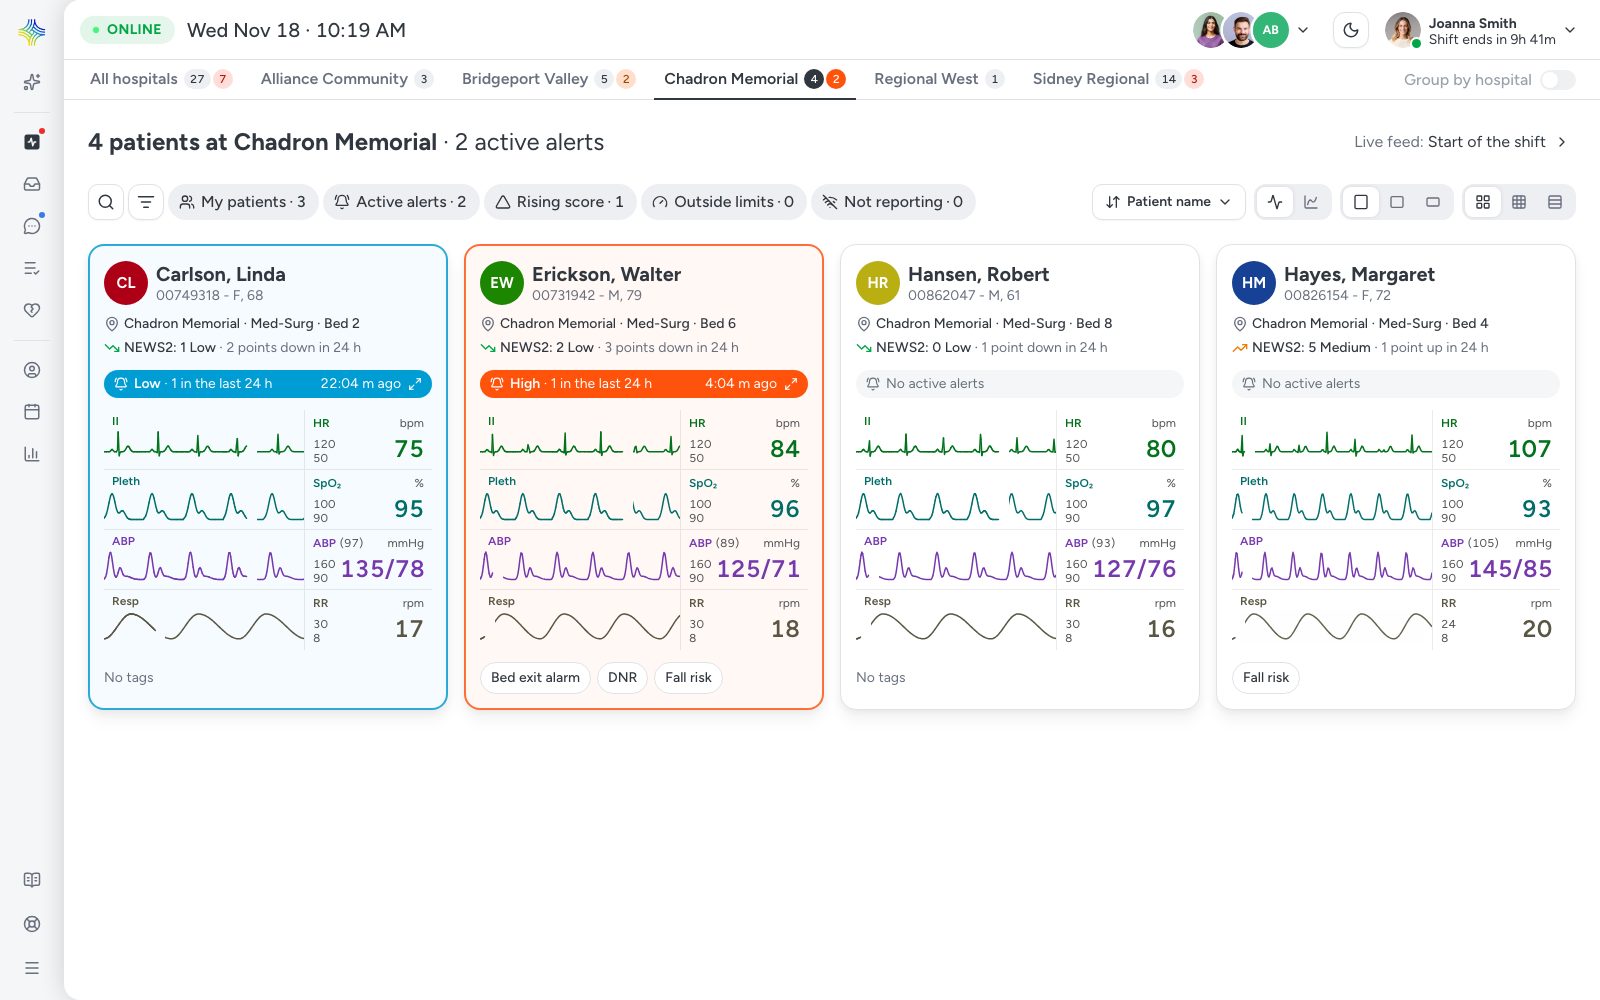 ONLINE Wed Nov 18 · 10:19 AM
AB
Joanna Smith
Shift ends in 9h 41m
All hospitals 27 7 Alliance Community 3 Bridgeport Valley 5 2 Chadron Memorial 4 2 Regional West 1 Sidney Regional 14 3 Group by hospital
4 patients at Chadron Memorial · 2 active alerts
Live feed: Start of the shift
My patients · 3 Active alerts · 2 Rising score · 1 Outside limits · 0 Not reporting · 0 Patient name
CL
Carlson, Linda
00749318 - F, 68
Chadron Memorial · Med-Surg · Bed 2
NEWS2: 1 Low · 2 points down in 24 h
Low · 1 in the last 24 h 22:04 m ago
II HR bpm
120
50
75
Pleth SpO₂ %
100
90
95
ABP ABP (97) mmHg
160
90
135/78
Resp RR rpm
30
8
17
No tags
EW
Erickson, Walter
00731942 - M, 79
Chadron Memorial · Med-Surg · Bed 6
NEWS2: 2 Low · 3 points down in 24 h
High · 1 in the last 24 h 4:04 m ago
II HR bpm
120
50
84
Pleth SpO₂ %
100
90
96
ABP ABP (89) mmHg
160
90
125/71
Resp RR rpm
30
8
18
Bed exit alarm DNR Fall risk
HR
Hansen, Robert
00862047 - M, 61
Chadron Memorial · Med-Surg · Bed 8
NEWS2: 0 Low · 1 point down in 24 h
No active alerts
II HR bpm
120
50
80
Pleth SpO₂ %
100
90
97
ABP ABP (93) mmHg
160
90
127/76
Resp RR rpm
30
8
16
No tags
HM
Hayes, Margaret
00826154 - F, 72
Chadron Memorial · Med-Surg · Bed 4
NEWS2: 5 Medium · 1 point up in 24 h
No active alerts
II HR bpm
120
50
107
Pleth SpO₂ %
100
90
93
ABP ABP (105) mmHg
160
90
145/85
Resp RR rpm
24
8
20
Fall risk